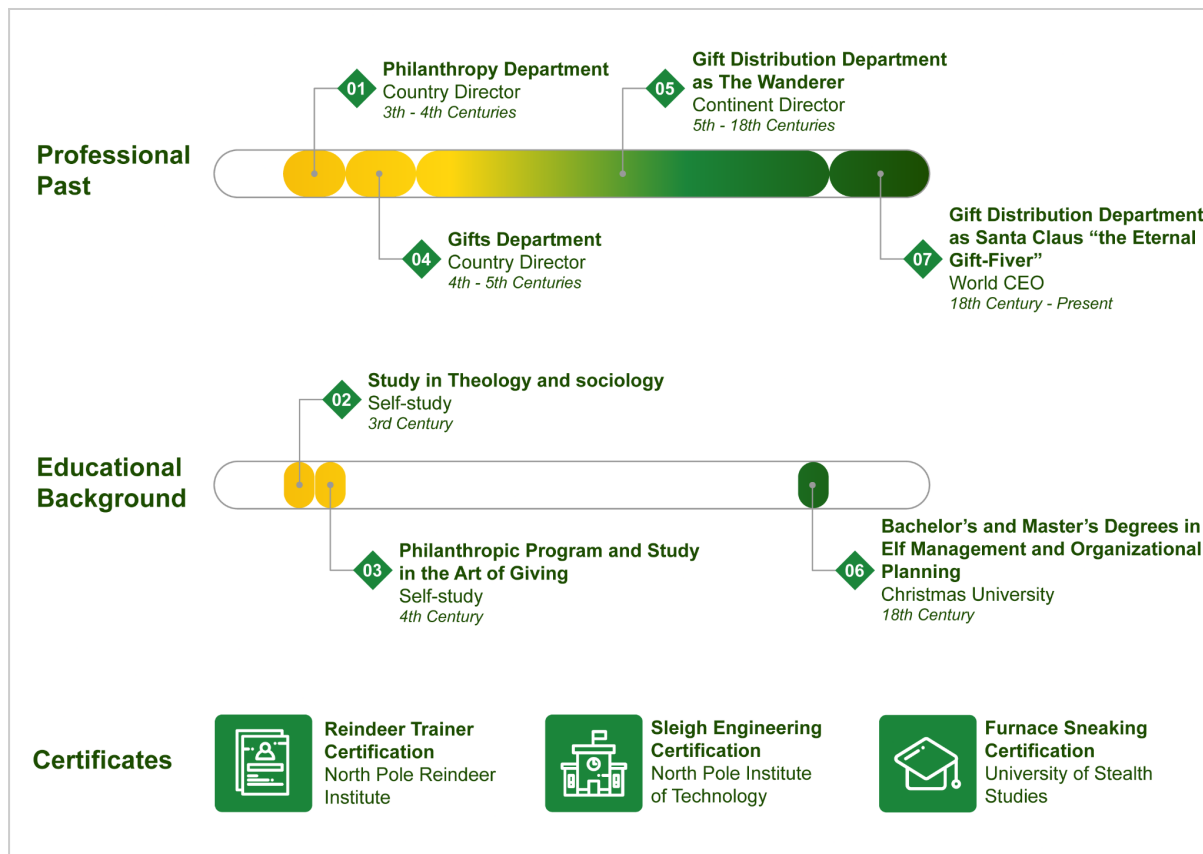 Professional
Past
01
Philanthropy Department
Country Director
3th - 4th Centuries
05
Gift Distribution Department
as The Wanderer
Continent Director
5th - 18th Centuries
04
Gifts Department
Country Director
4th - 5th Centuries
07
Gift Distribution Department
as Santa Claus “the Eternal
Gift-Fiver”
World CEO
18th Century - Present
Educational
Background
02
Study in Theology and sociology
Self-study
3rd Century
03
Philanthropic Program and Study
in the Art of Giving
Self-study
4th Century
06
Bachelor’s and Master’s Degrees in
Elf Management and Organizational
Planning
Christmas University
18th Century
Certificates
Reindeer Trainer
Certification
North Pole Reindeer
Institute
Sleigh Engineering
Certification
North Pole Institute
of Technology
Furnace Sneaking
Certification
University of Stealth
Studies